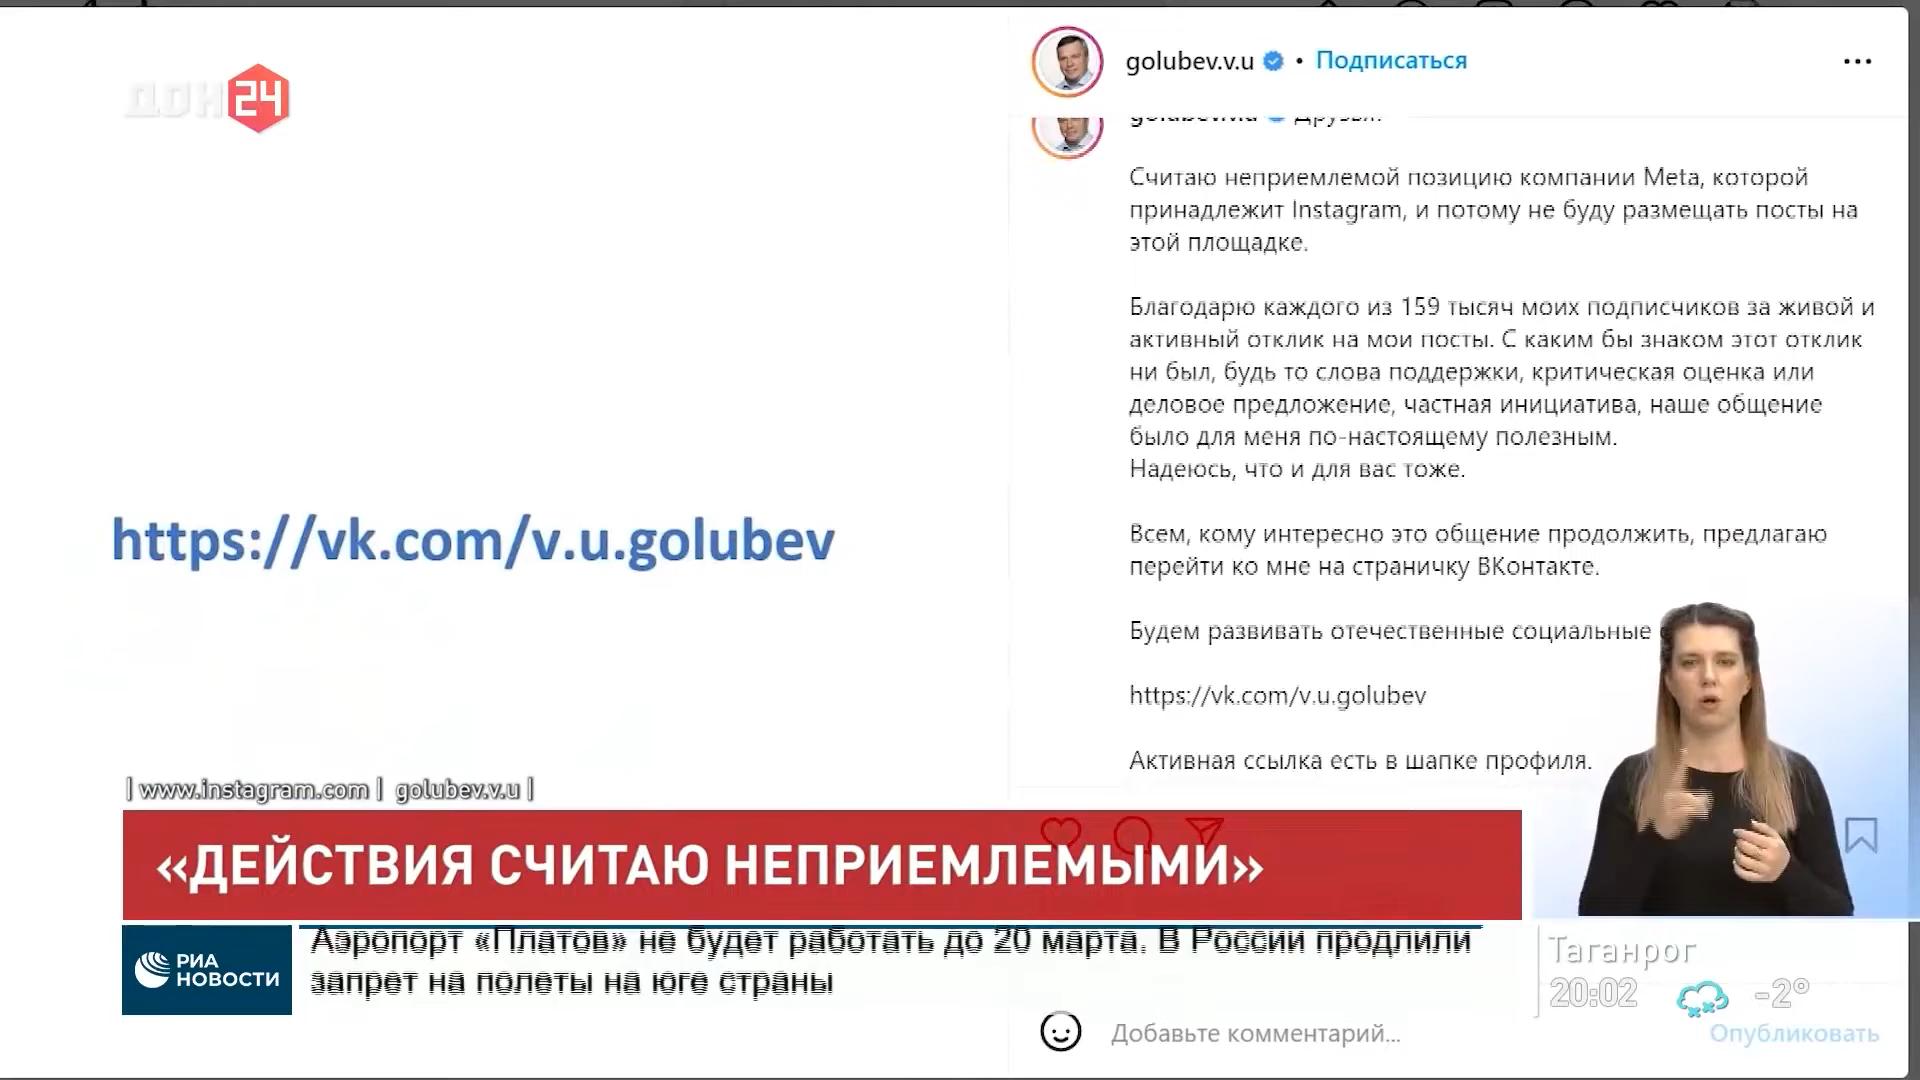 ДОН24
golubev.v.u • Подписаться
golubev.v.u Друзья!
Считаю неприемлемой позицию компании Meta, которой
принадлежит Instagram, и потому не буду размещать посты на
этой площадке.
Благодарю каждого из 159 тысяч моих подписчиков за живой и
активный отклик на мои посты. С каким бы знаком этот отклик
ни был, будь то слова поддержки, критическая оценка или
деловое предложение, частная инициатива, наше общение
было для меня по-настоящему полезным.
Надеюсь, что и для вас тоже.
Всем, кому интересно это общение продолжить, предлагаю
перейти ко мне на страничку ВКонтакте.
Будем развивать отечественные социальные
https://vk.com/v.u.golubev
Активная ссылка есть в шапке профиля.
https://vk.com/v.u.golubev
| www.instagram.com | golubev.v.u |
«ДЕЙСТВИЯ СЧИТАЮ НЕПРИЕМЛЕМЫМИ»
РИА
НОВОСТИ
Аэропорт «Платов» не будет работать до 20 марта. В России продлили
запрет на полеты на юге страны
Таганрог
20:02 -2°
Добавьте комментарий...
Опубликовать